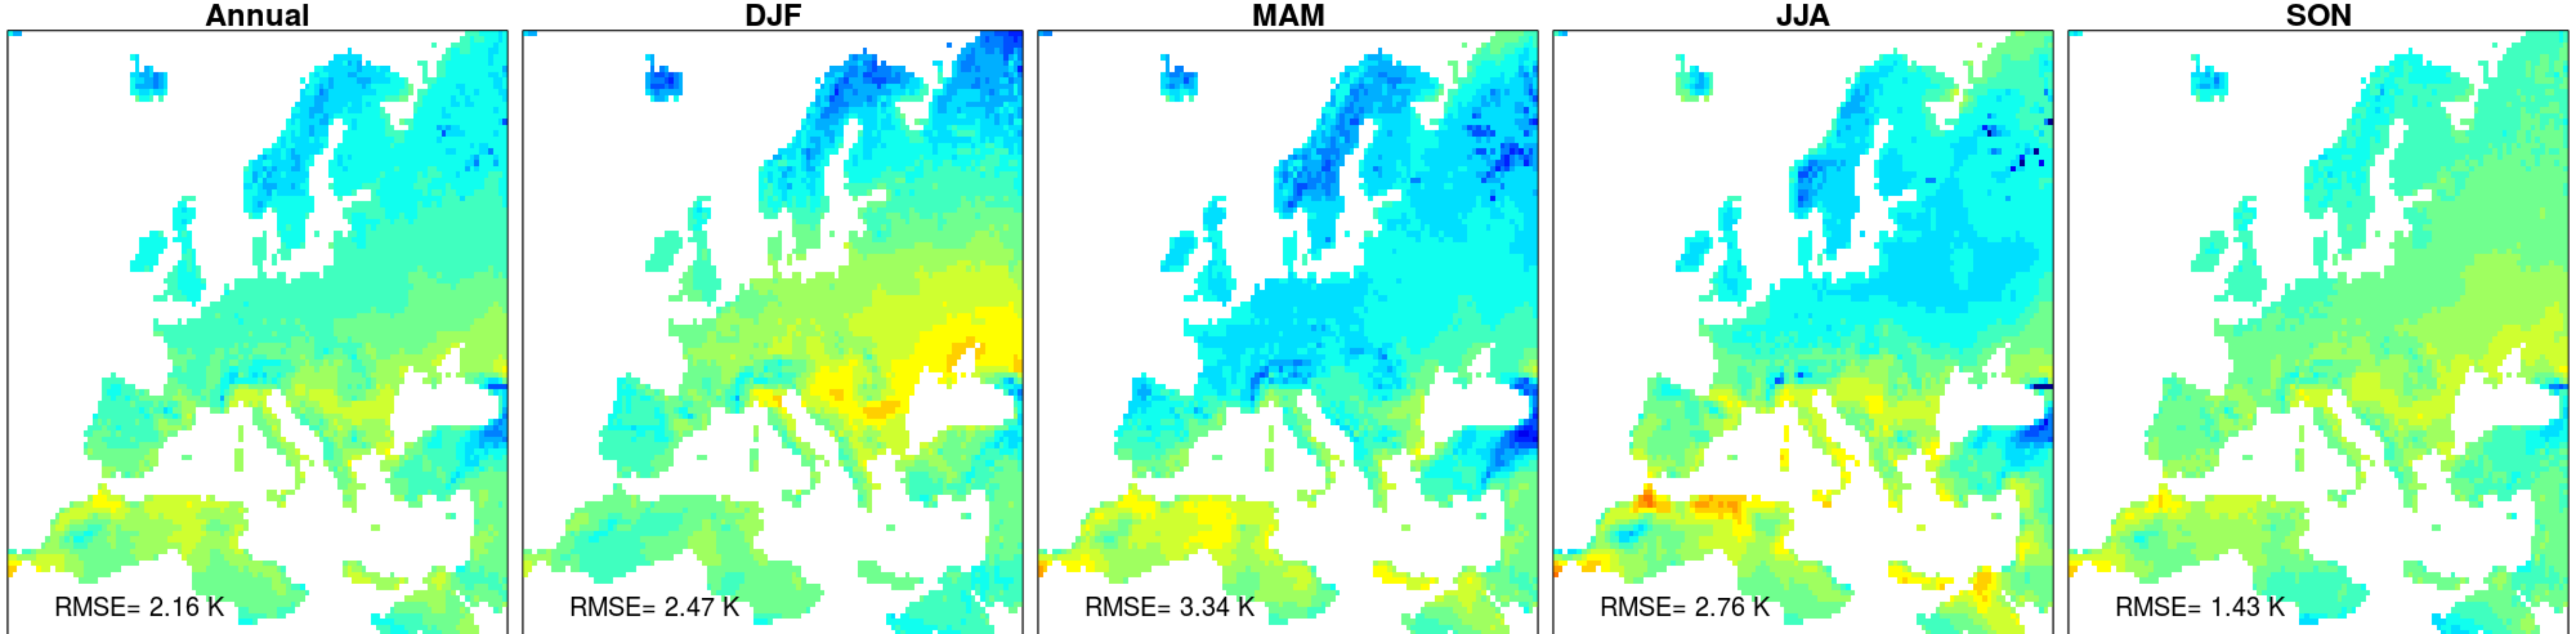 Annual DJF MAM JJA SON
RMSE= 2.16 K RMSE= 2.47 K RMSE= 3.34 K RMSE= 2.76 K RMSE= 1.43 K